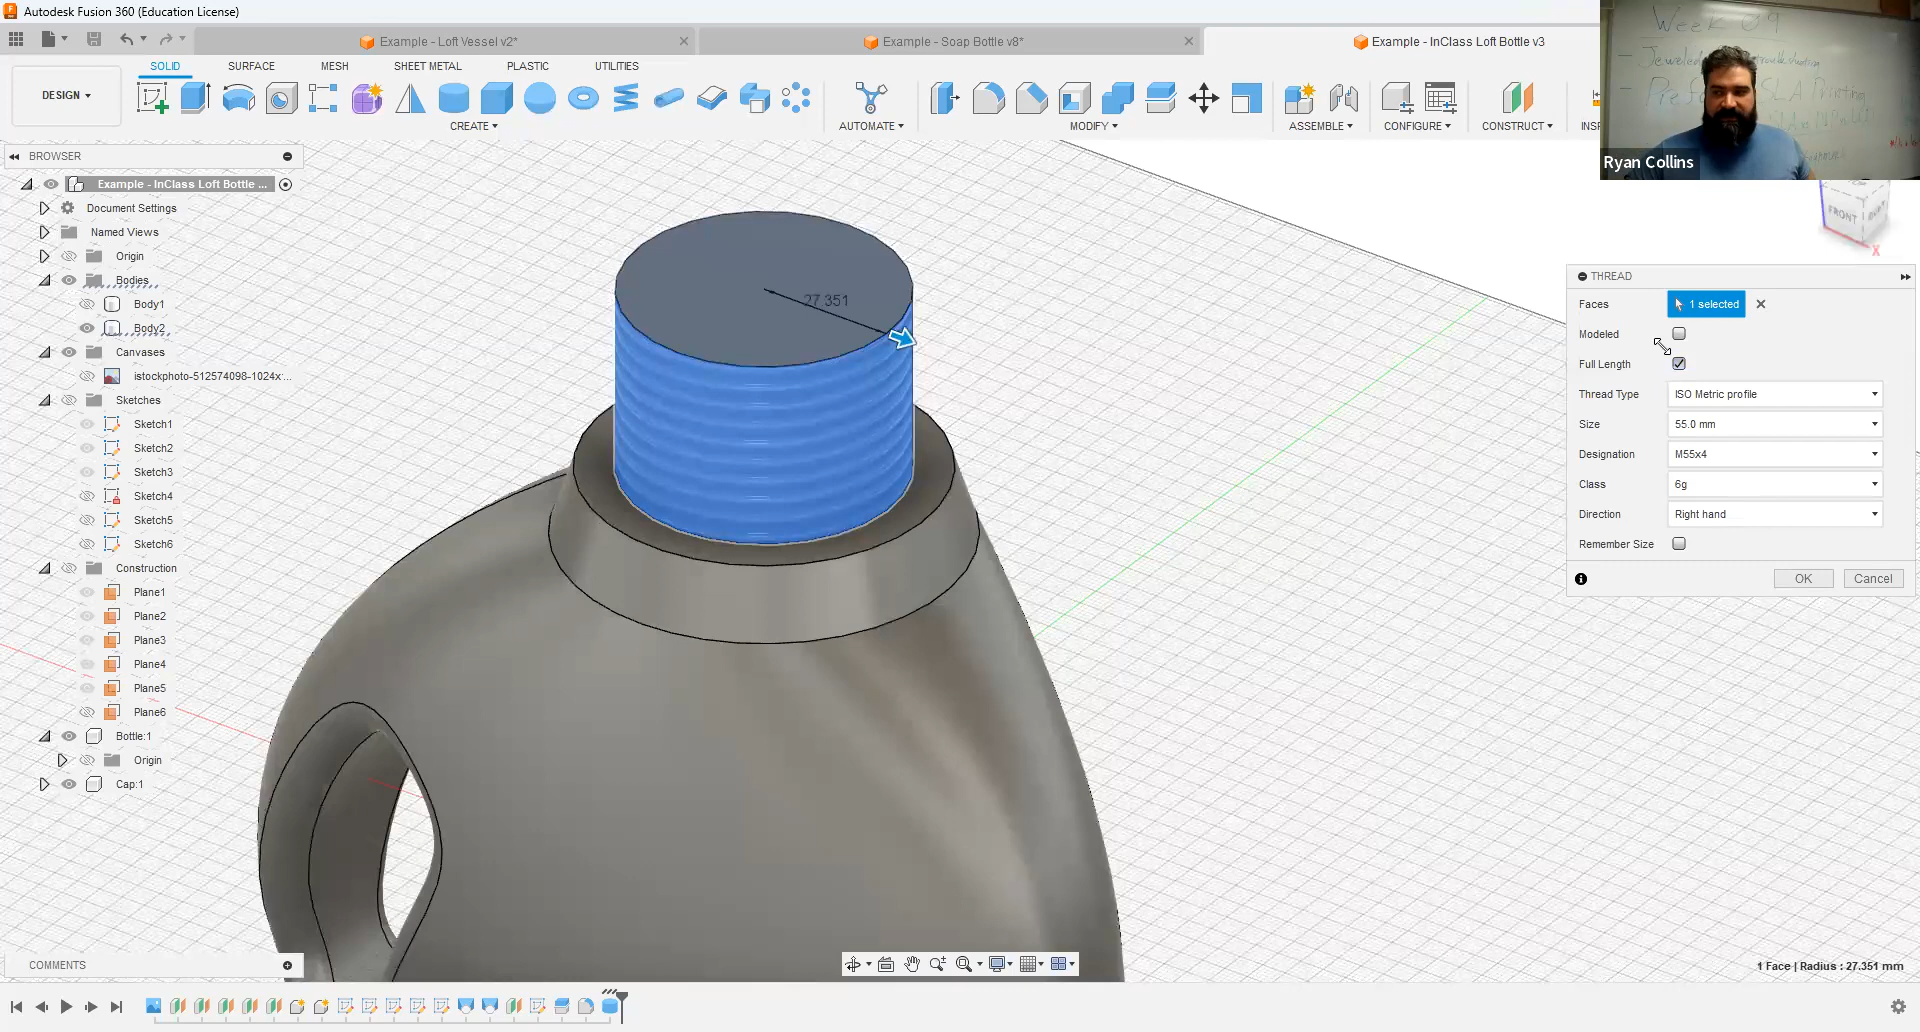 Autodesk Fusion 360 (Education License)
Example - Loft Vessel v2*
Example - Soap Bottle v8*
Example - InClass Loft Bottle v3
SOLID
SURFACE
MESH
SHEET METAL
PLASTIC
UTILITIES
DESIGN
CREATE
AUTOMATE
MODIFY
ASSEMBLE
CONFIGURE
CONSTRUCT
Week 09
SLA Printing
Ryan Collins
BROWSER
Example - InClass Loft Bottle ...
Document Settings
Named Views
Origin
Bodies
Body1
Body2
Canvases
istockphoto-512574098-1024x...
Sketches
Sketch1
Sketch2
Sketch3
Sketch4
Sketch5
Sketch6
Construction
Plane1
Plane2
Plane3
Plane4
Plane5
Plane6
Bottle:1
Origin
Cap:1
27.351
FRONT
X
THREAD
Faces 1 selected
Modeled
Full Length
Thread Type ISO Metric profile
Size 55.0 mm
Designation M55x4
Class 6g
Direction Right hand
Remember Size
OK Cancel
COMMENTS
1 Face | Radius : 27.351 mm